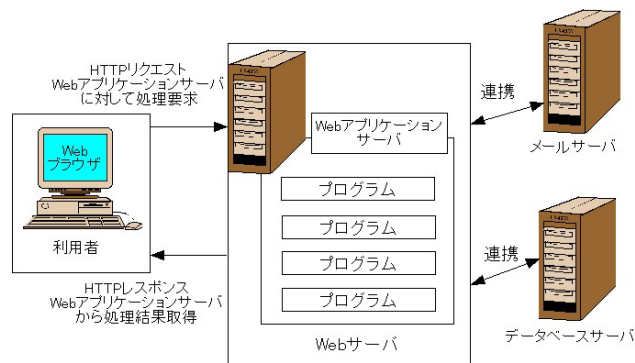 HTTPリクエスト
Webアプリケーションサーバ
に対して処理要求
Web
ブラウザ
利用者
HTTPレスポンス
Webアプリケーションサーバ
から処理結果取得
Webアプリケーション
サーバ
プログラム
プログラム
プログラム
プログラム
Webサーバ
連携
メールサーバ
連携
データベースサーバ